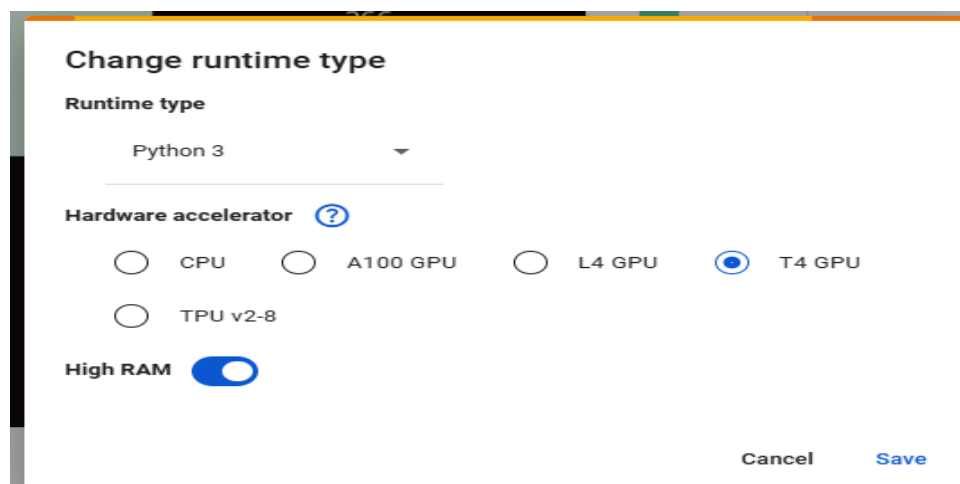 Change runtime type
Runtime type
Python 3
Hardware accelerator ?
CPU A100 GPU L4 GPU T4 GPU
TPU v2-8
High RAM
Cancel Save